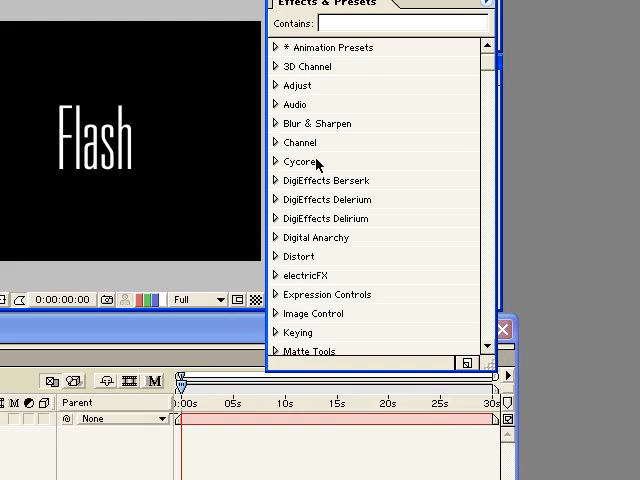 Effects & Presets
Contains:
* Animation Presets
3D Channel
Adjust
Audio
Blur & Sharpen
Channel
Cycore
DigiEffects Berserk
DigiEffects Delerium
DigiEffects Delirium
Digital Anarchy
Distort
electricFX
Expression Controls
Image Control
Keying
Matte Tools
Flash
0:00:00:00
Full
M
M
Parent
None
):00s
05s
10s
15s
20s
25s
30s